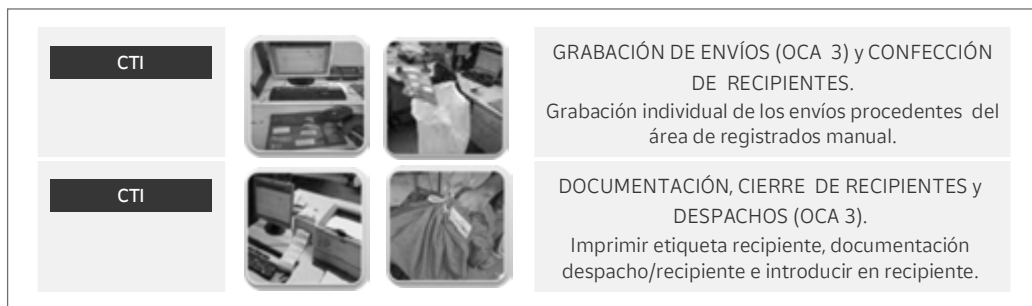 CTI
GRABACIÓN DE ENVÍOS (OCA 3) y CONFECCIÓN
DE RECIPIENTES.
Grabación individual de los envíos procedentes del
área de registrados manual.
CTI
DOCUMENTACIÓN, CIERRE DE RECIPIENTES y
DESPACHOS (OCA 3).
Imprimir etiqueta recipiente, documentación
despacho/recipiente e introducir en recipiente.